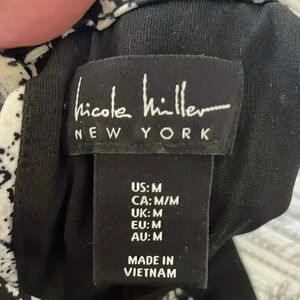 Nicole Miller
NEW YORK
US: M
CA: M/M
UK: M
EU: M
AU: M
MADE IN
VIETNAM